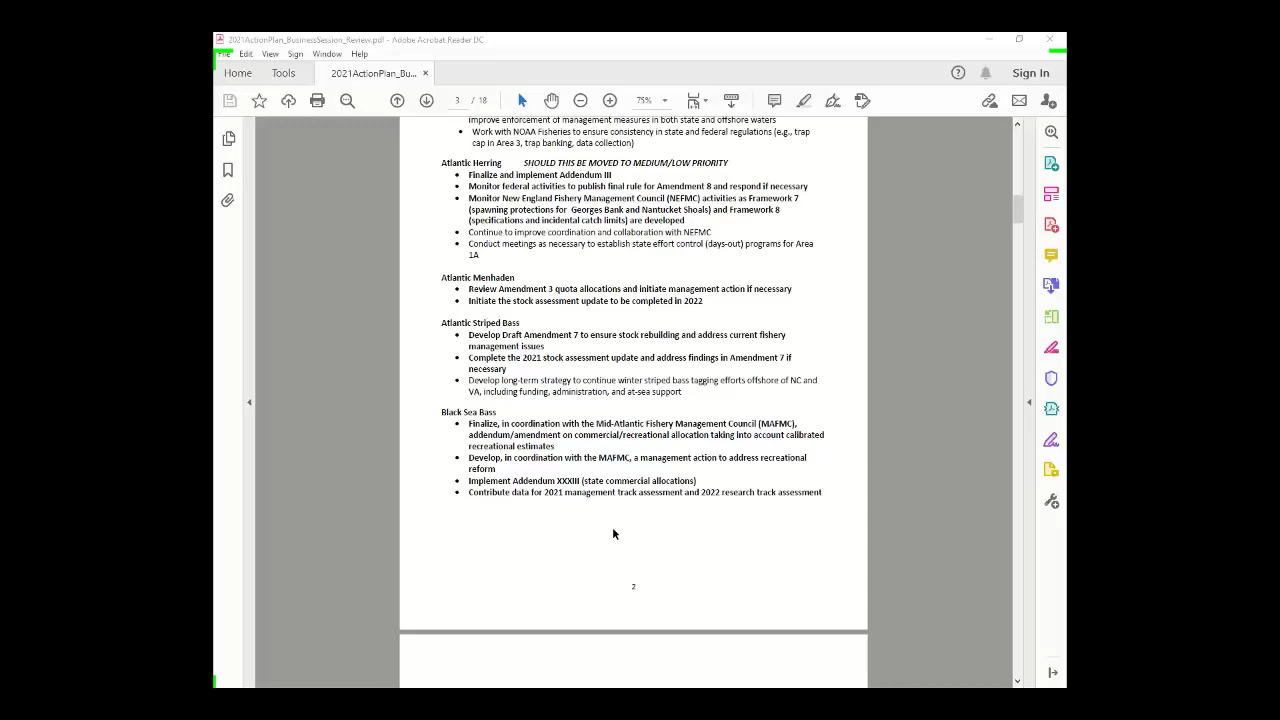 2021ActionPlan_BusinessSession_Review.pdf - Adobe Acrobat Reader DC
File Edit View Sign Window Help
Home Tools 2021ActionPlan_Bu... × Sign In
3 / 18 75%
Improve enforcement of management measures in both state and offshore waters
• Work with NOAA Fisheries to ensure consistency in state and federal regulations (e.g., trap
cap in Area 3, trap banking, data collection)
Atlantic Herring SHOULD THIS BE MOVED TO MEDIUM/LOW PRIORITY
• Finalize and implement Addendum III
• Monitor federal activities to publish final rule for Amendment 8 and respond if necessary
• Monitor New England Fishery Management Council (NEFMC) activities as Framework 7
(spawning protections for Georges Bank and Nantucket Shoals) and Framework 8
(specifications and incidental catch limits) are developed
• Continue to improve coordination and collaboration with NEFMC
• Conduct meetings as necessary to establish state effort control (days-out) programs for Area
1A
Atlantic Menhaden
• Review Amendment 3 quota allocations and initiate management action if necessary
• Initiate the stock assessment update to be completed in 2022
Atlantic Striped Bass
• Develop Draft Amendment 7 to ensure stock rebuilding and address current fishery
management issues
• Complete the 2021 stock assessment update and address findings in Amendment 7 if
necessary
• Develop long-term strategy to continue winter striped bass tagging efforts offshore of NC and
VA, including funding, administration, and at-sea support
Black Sea Bass
• Finalize, in coordination with the Mid-Atlantic Fishery Management Council (MAFMC),
addendum/amendment on commercial/recreational allocation taking into account calibrated
recreational estimates
• Develop, in coordination with the MAFMC, a management action to address recreational
reform
• Implement Addendum XXXIII (state commercial allocations)
• Contribute data for 2021 management track assessment and 2022 research track assessment
2